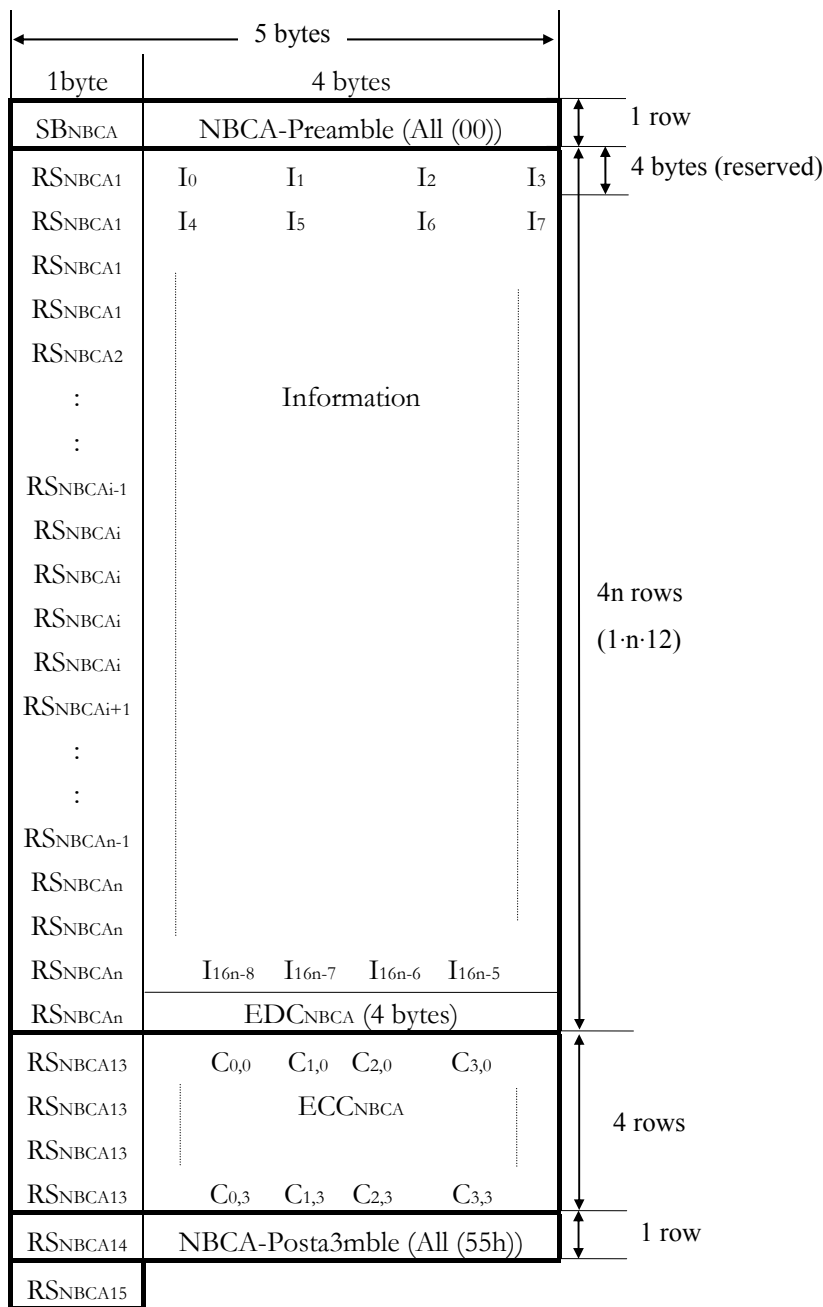 5 bytes
1byte 4 bytes
SBNBCA NBCA-Preamble (All (00)) 1 row
RSNBCA1 I0 I1 I2 I3 4 bytes (reserved)
RSNBCA1 I4 I5 I6 I7
RSNBCA1
RSNBCA1
RSNBCA2
: Information
:
RSNBCAi-1
RSNBCAi
RSNBCAi
RSNBCAi 4n rows
RSNBCAi (1·n·12)
RSNBCAi+1
:
:
RSNBCAn-1
RSNBCAn
RSNBCAn
RSNBCAn I16n-8 I16n-7 I16n-6 I16n-5
RSNBCAn EDCNBCA (4 bytes)
RSNBCA13 C0,0 C1,0 C2,0 C3,0
RSNBCA13 ECCNBCA 4 rows
RSNBCA13
RSNBCA13 C0,3 C1,3 C2,3 C3,3
RSNBCA14 NBCA-Posta3mble (All (55h)) 1 row
RSNBCA15